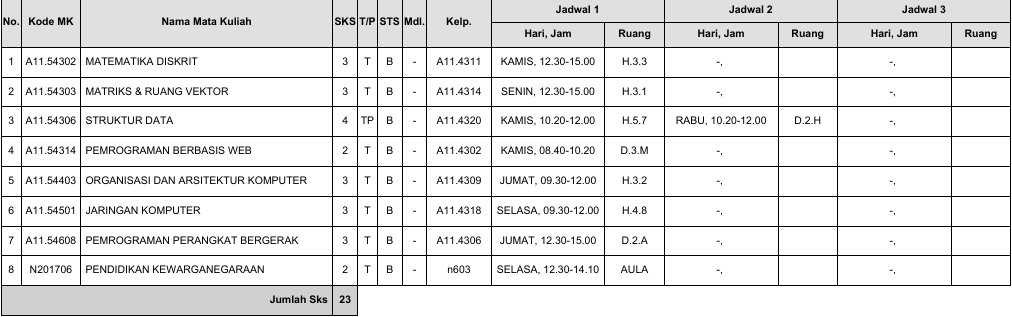 No. Kode MK Nama Mata Kuliah SKS T/P STS Mdl. Kelp. Jadwal 1 Jadwal 2 Jadwal 3
Hari, Jam Ruang Hari, Jam Ruang Hari, Jam Ruang
1 A11.54302 MATEMATIKA DISKRIT 3 T B - A11.4311 KAMIS, 12.30-15.00 H.3.3 -, -,
2 A11.54303 MATRIKS & RUANG VEKTOR 3 T B - A11.4314 SENIN, 12.30-15.00 H.3.1 -, -,
3 A11.54306 STRUKTUR DATA 4 TP B - A11.4320 KAMIS, 10.20-12.00 H.5.7 RABU, 10.20-12.00 D.2.H -,
4 A11.54314 PEMROGRAMAN BERBASIS WEB 2 T B - A11.4302 KAMIS, 08.40-10.20 D.3.M -, -,
5 A11.54403 ORGANISASI DAN ARSITEKTUR KOMPUTER 3 T B - A11.4309 JUMAT, 09.30-12.00 H.3.2 -, -,
6 A11.54501 JARINGAN KOMPUTER 3 T B - A11.4318 SELASA, 09.30-12.00 H.4.8 -, -,
7 A11.54608 PEMROGRAMAN PERANGKAT BERGERAK 3 T B - A11.4306 JUMAT, 12.30-15.00 D.2.A -, -,
8 N201706 PENDIDIKAN KEWARGANEGARAAN 2 T B - n603 SELASA, 12.30-14.10 AULA -, -,
Jumlah Sks 23